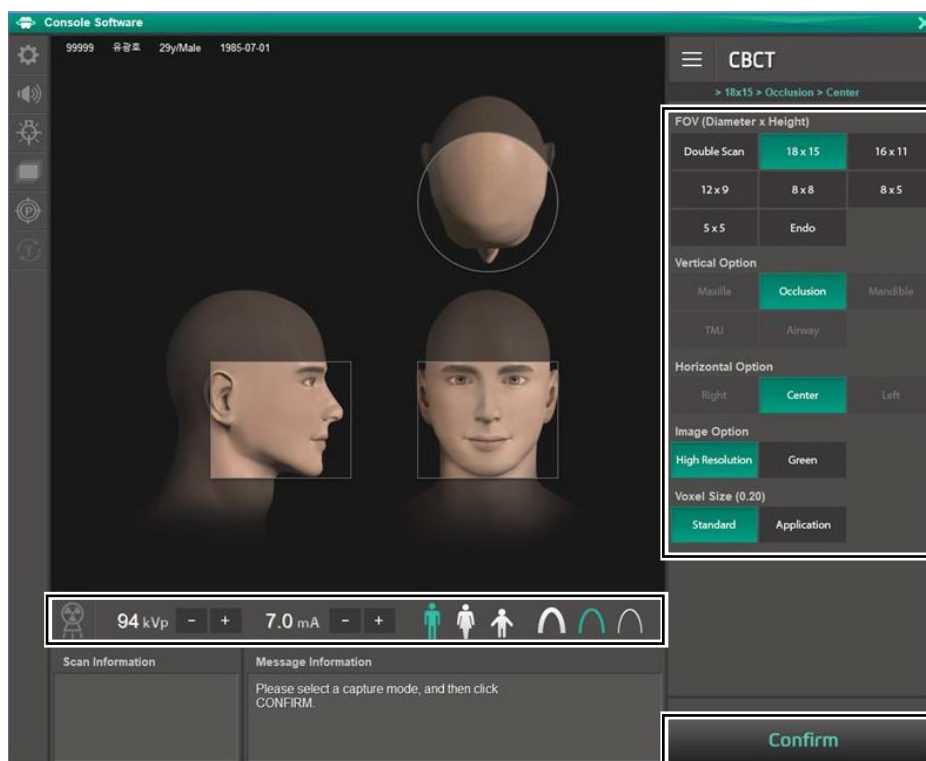 Console Software
99999 유광호 29y/Male 1985-07-01
CBCT
> 18x15 > Occlusion > Center
FOV (Diameter x Height)
Double Scan 18 x 15 16 x 11
12 x 9 8 x 8 8 x 5
5 x 5 Endo
Vertical Option
Maxilla Occlusion Mandible
TMJ Airway
Horizontal Option
Right Center Left
Image Option
High Resolution Green
Voxel Size (0.20)
Standard Application
94 kVp - + 7.0 mA - +
Scan Information
Message Information
Please select a capture mode, and then click
CONFIRM.
Confirm